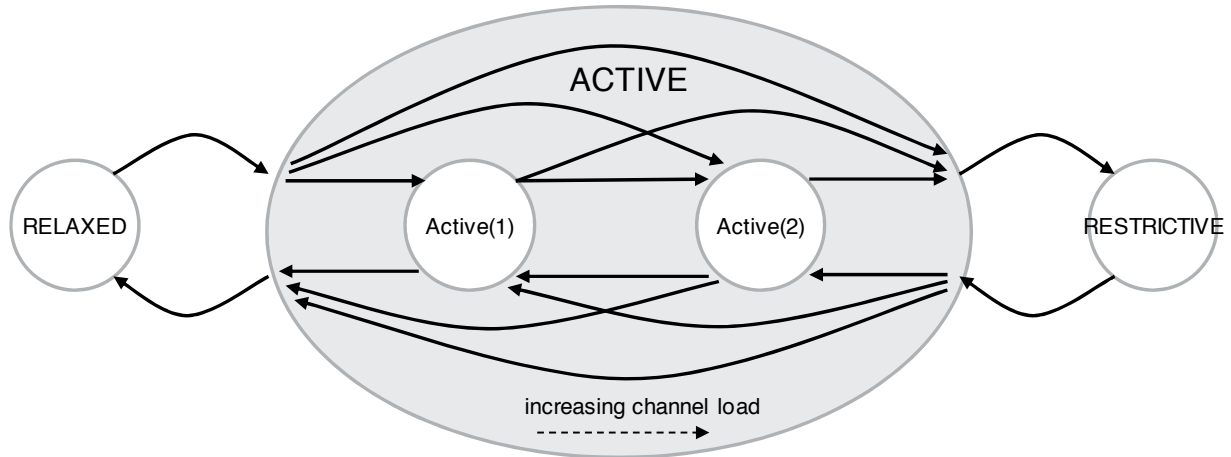 ACTIVE
RELAXED
Active(1)
Active(2)
RESTRICTIVE
increasing channel load